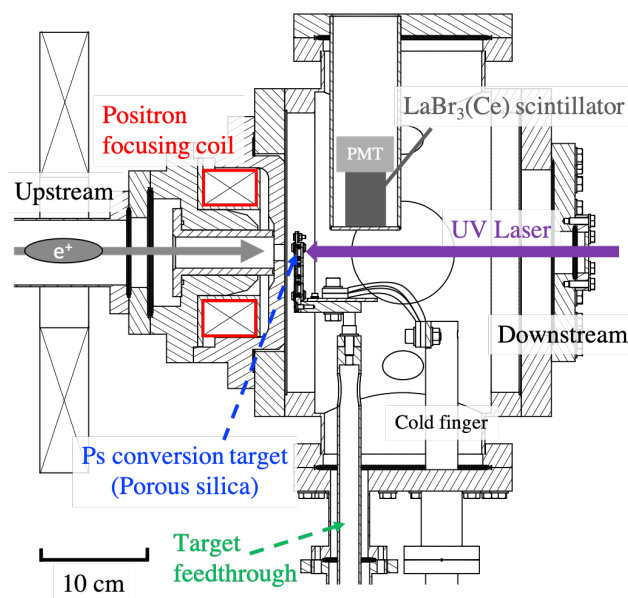 LaBr₃(Ce) scintillator
Positron
focusing coil
PMT
Upstream
UV Laser
e⁺
Downstream
Cold finger
Ps conversion target
(Porous silica)
Target
feedthrough
10 cm